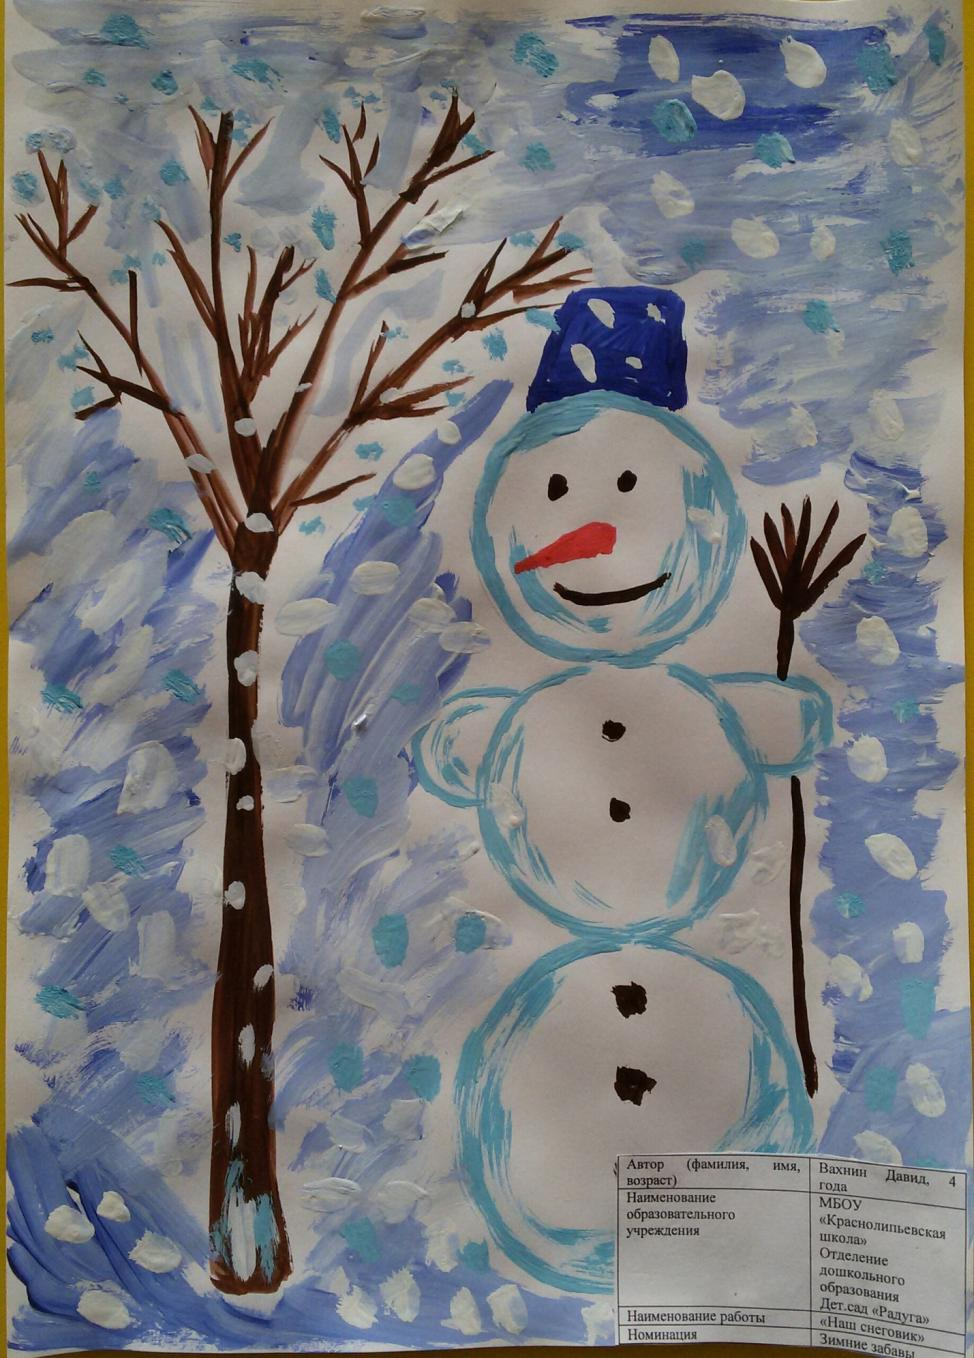 Автор (фамилия, имя,
возраст)
Вахнин Давид, 4
года
Наименование
образовательного
учреждения
МБОУ
«Краснолипьевская
школа»
Отделение
дошкольного
образования
Дет.сад «Радуга»
Наименование работы
«Наш снеговик»
Номинация
Зимние забавы